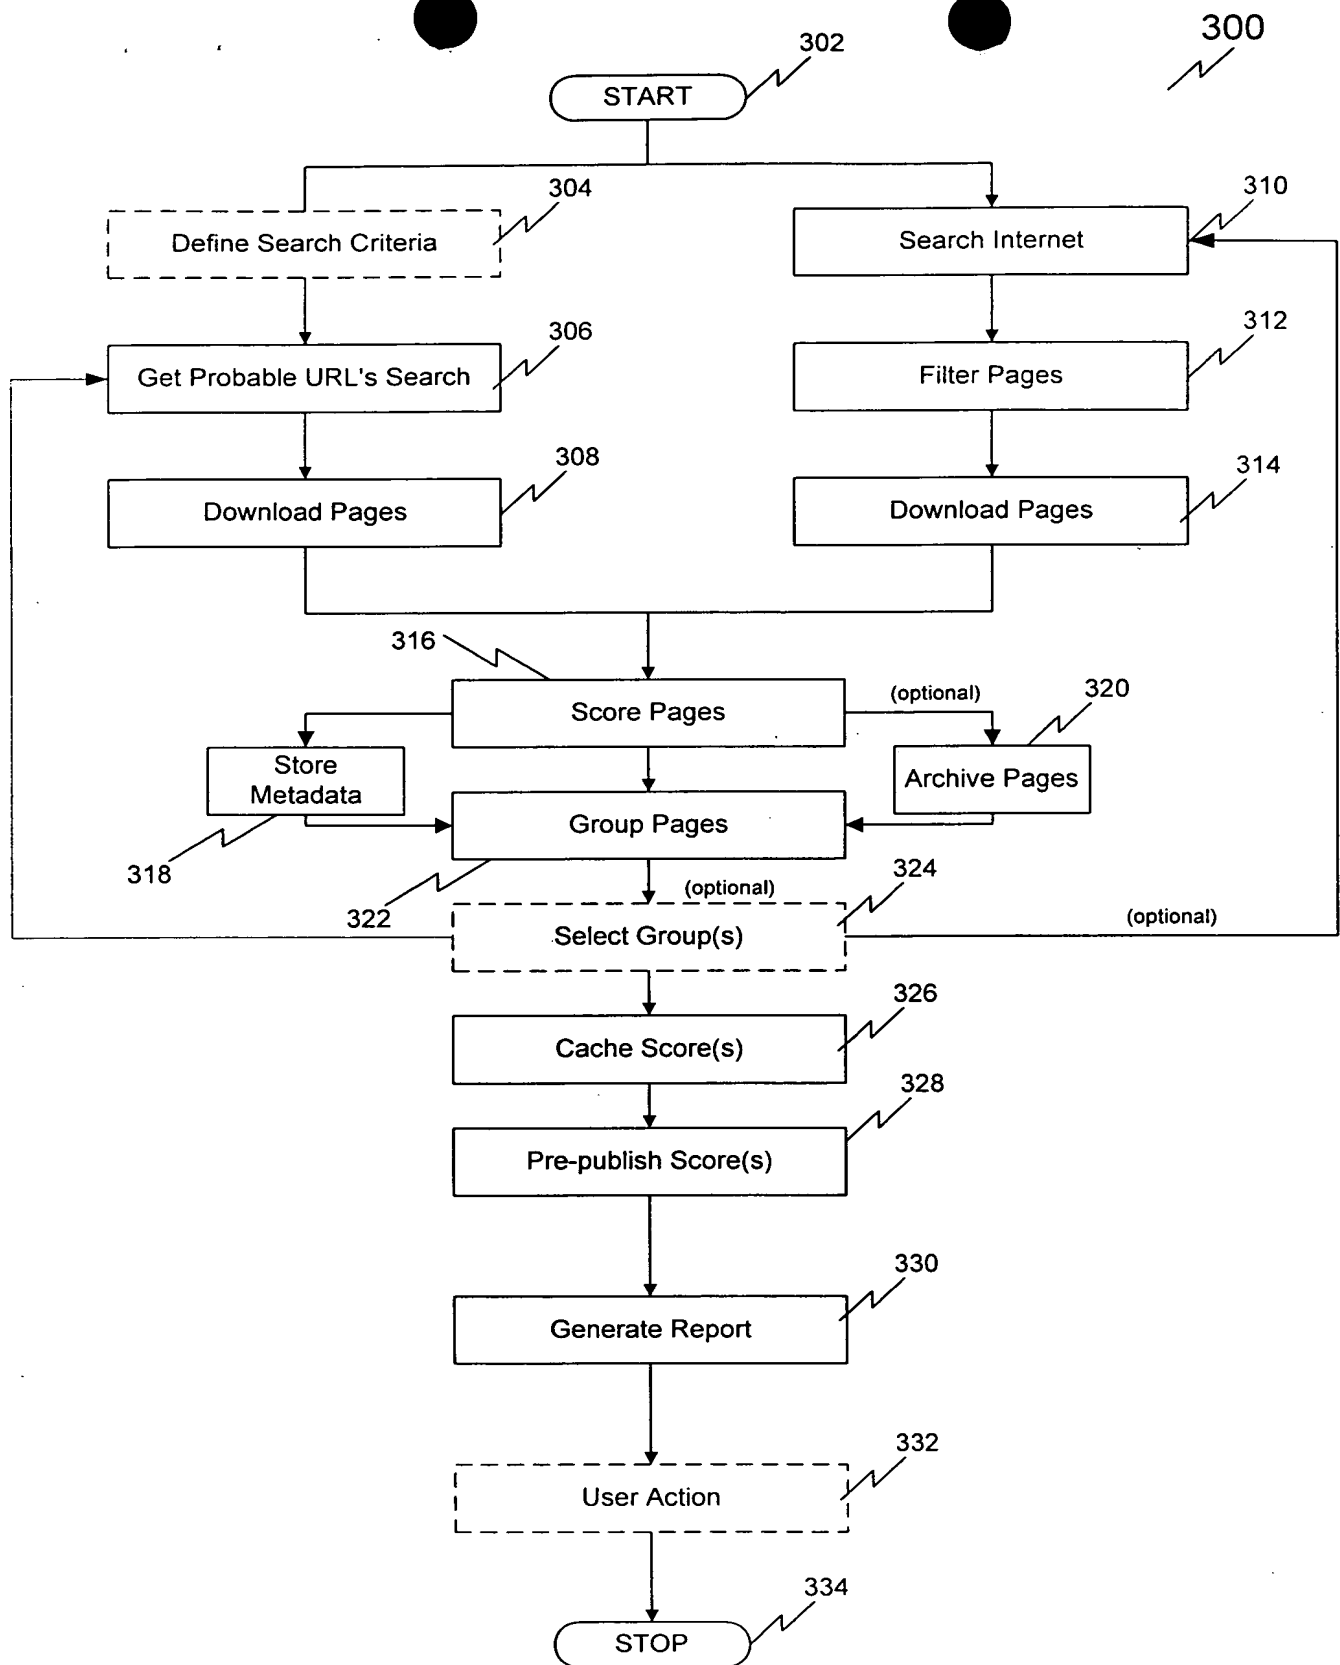 300
302
START
304
310
Define Search Criteria
Search Internet
306
312
Get Probable URL's Search
Filter Pages
308
314
Download Pages
Download Pages
316
Score Pages
(optional)
320
Store
Metadata
Archive Pages
Group Pages
318
322
(optional)
324
Select Group(s)
(optional)
326
Cache Score(s)
328
Pre-publish Score(s)
330
Generate Report
332
User Action
334
STOP